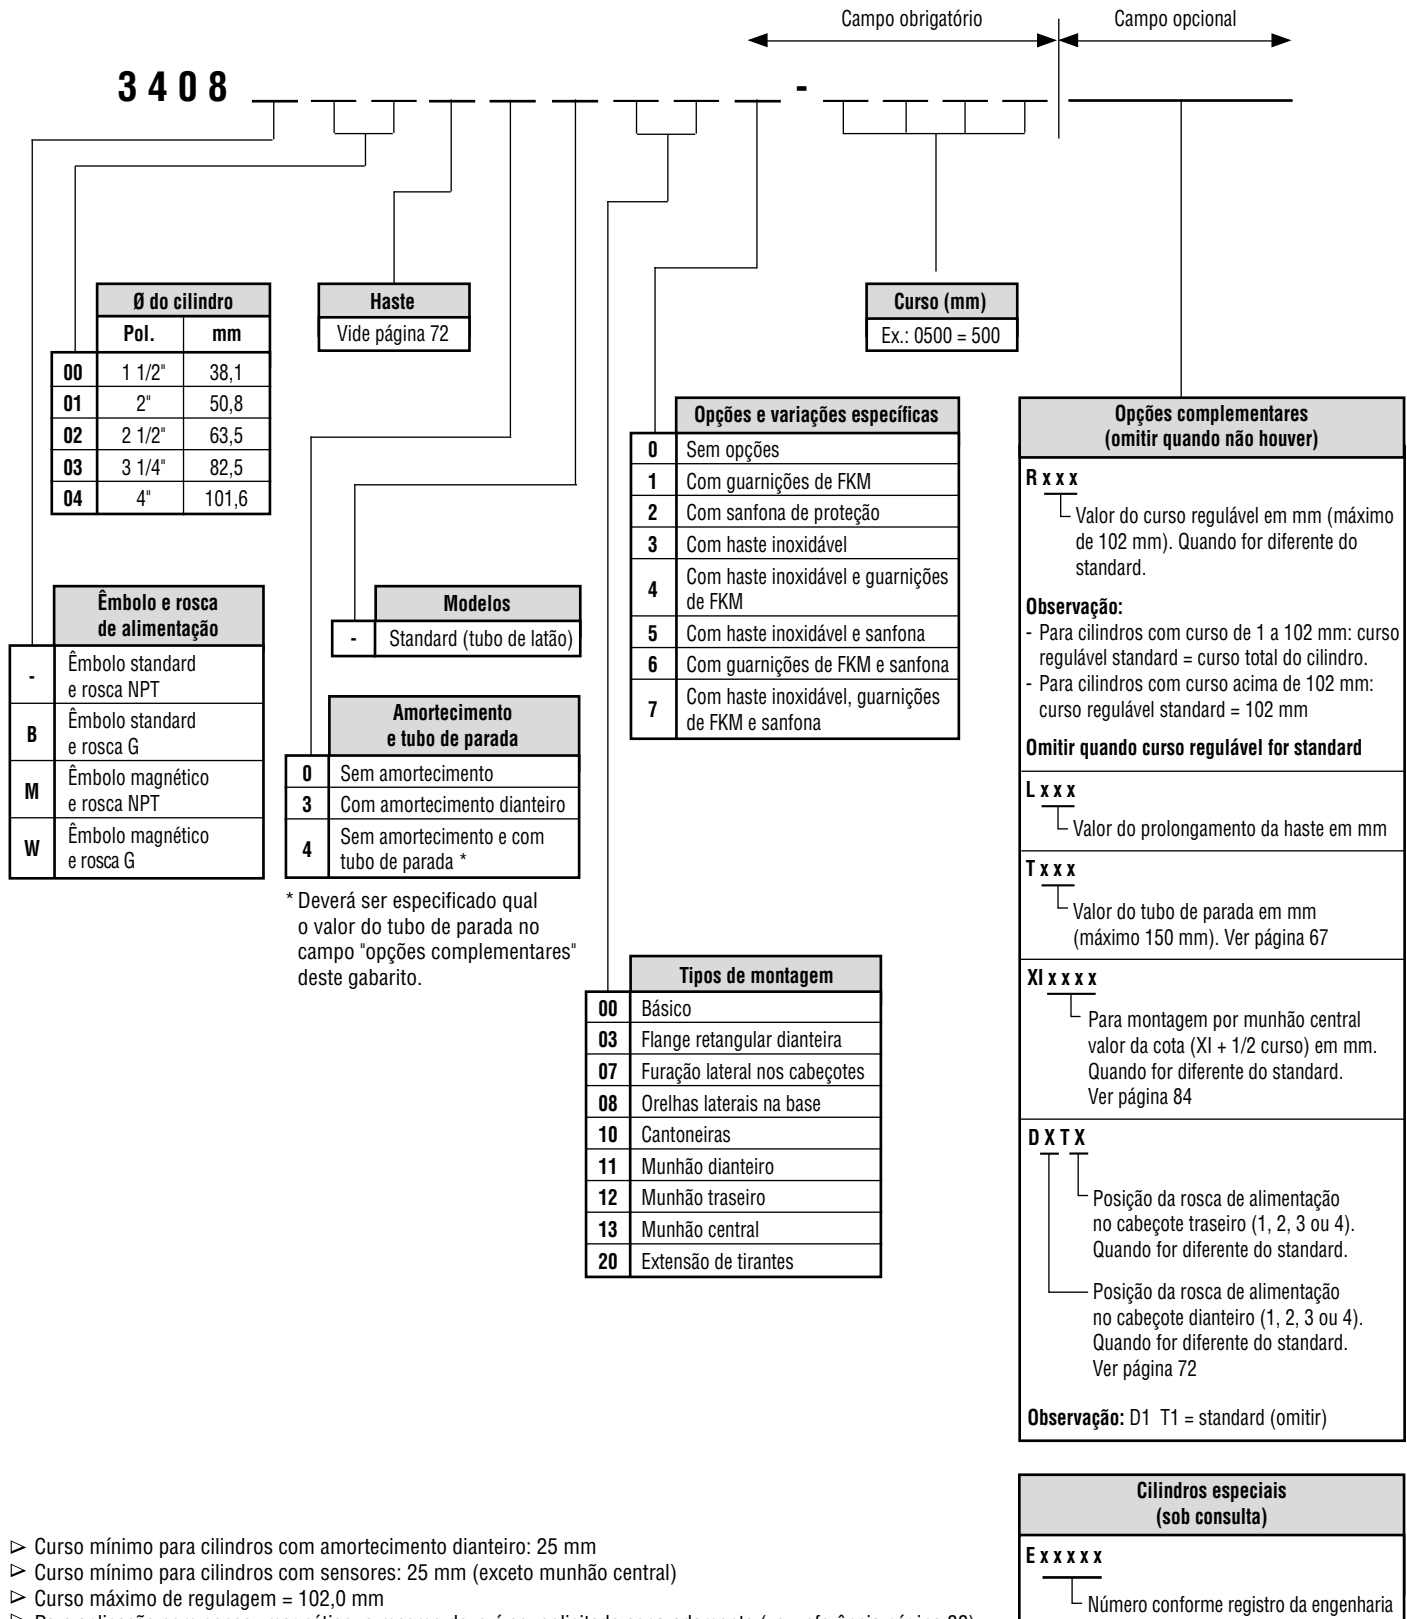 Campo obrigatório
Campo opcional
3 4 0 8 -
Ø do cilindro
Pol. mm
00 1 1/2" 38,1
01 2" 50,8
02 2 1/2" 63,5
03 3 1/4" 82,5
04 4" 101,6
Haste
Vide página 72
Curso (mm)
Ex.: 0500 = 500
Êmbolo e rosca
de alimentação
- Êmbolo standard
e rosca NPT
B Êmbolo standard
e rosca G
M Êmbolo magnético
e rosca NPT
W Êmbolo magnético
e rosca G
Modelos
- Standard (tubo de latão)
Amortecimento
e tubo de parada
0 Sem amortecimento
3 Com amortecimento dianteiro
4 Sem amortecimento e com
tubo de parada *
* Deverá ser especificado qual
o valor do tubo de parada no
campo "opções complementares"
deste gabarito.
Opções e variações específicas
0 Sem opções
1 Com guarnições de FKM
2 Com sanfona de proteção
3 Com haste inoxidável
4 Com haste inoxidável e guarnições
de FKM
5 Com haste inoxidável e sanfona
6 Com guarnições de FKM e sanfona
7 Com haste inoxidável, guarnições
de FKM e sanfona
Tipos de montagem
00 Básico
03 Flange retangular dianteira
07 Furação lateral nos cabeçotes
08 Orelhas laterais na base
10 Cantoneiras
11 Munhão dianteiro
12 Munhão traseiro
13 Munhão central
20 Extensão de tirantes
Opções complementares
(omitir quando não houver)
R x x x
Valor do curso regulável em mm (máximo
de 102 mm). Quando for diferente do
standard.
Observação:
- Para cilindros com curso de 1 a 102 mm: curso
regulável standard = curso total do cilindro.
- Para cilindros com curso acima de 102 mm:
curso regulável standard = 102 mm
Omitir quando curso regulável for standard
L x x x
Valor do prolongamento da haste em mm
T x x x
Valor do tubo de parada em mm
(máximo 150 mm). Ver página 67
XI x x x x
Para montagem por munhão central
valor da cota (XI + 1/2 curso) em mm.
Quando for diferente do standard.
Ver página 84
D X T X
Posição da rosca de alimentação
no cabeçote traseiro (1, 2, 3 ou 4).
Quando for diferente do standard.
Posição da rosca de alimentação
no cabeçote dianteiro (1, 2, 3 ou 4).
Quando for diferente do standard.
Ver página 72
Observação: D1 T1 = standard (omitir)
Cilindros especiais
(sob consulta)
E x x x x x
Número conforme registro da engenharia
▷ Curso mínimo para cilindros com amortecimento dianteiro: 25 mm
▷ Curso mínimo para cilindros com sensores: 25 mm (exceto munhão central)
▷ Curso máximo de regulagem = 102,0 mm